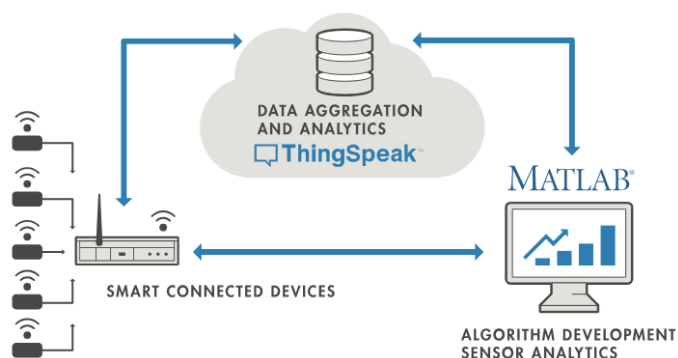 DATA AGGREGATION
AND ANALYTICS
ThingSpeak™
MATLAB®
SMART CONNECTED DEVICES
ALGORITHM DEVELOPMENT
SENSOR ANALYTICS